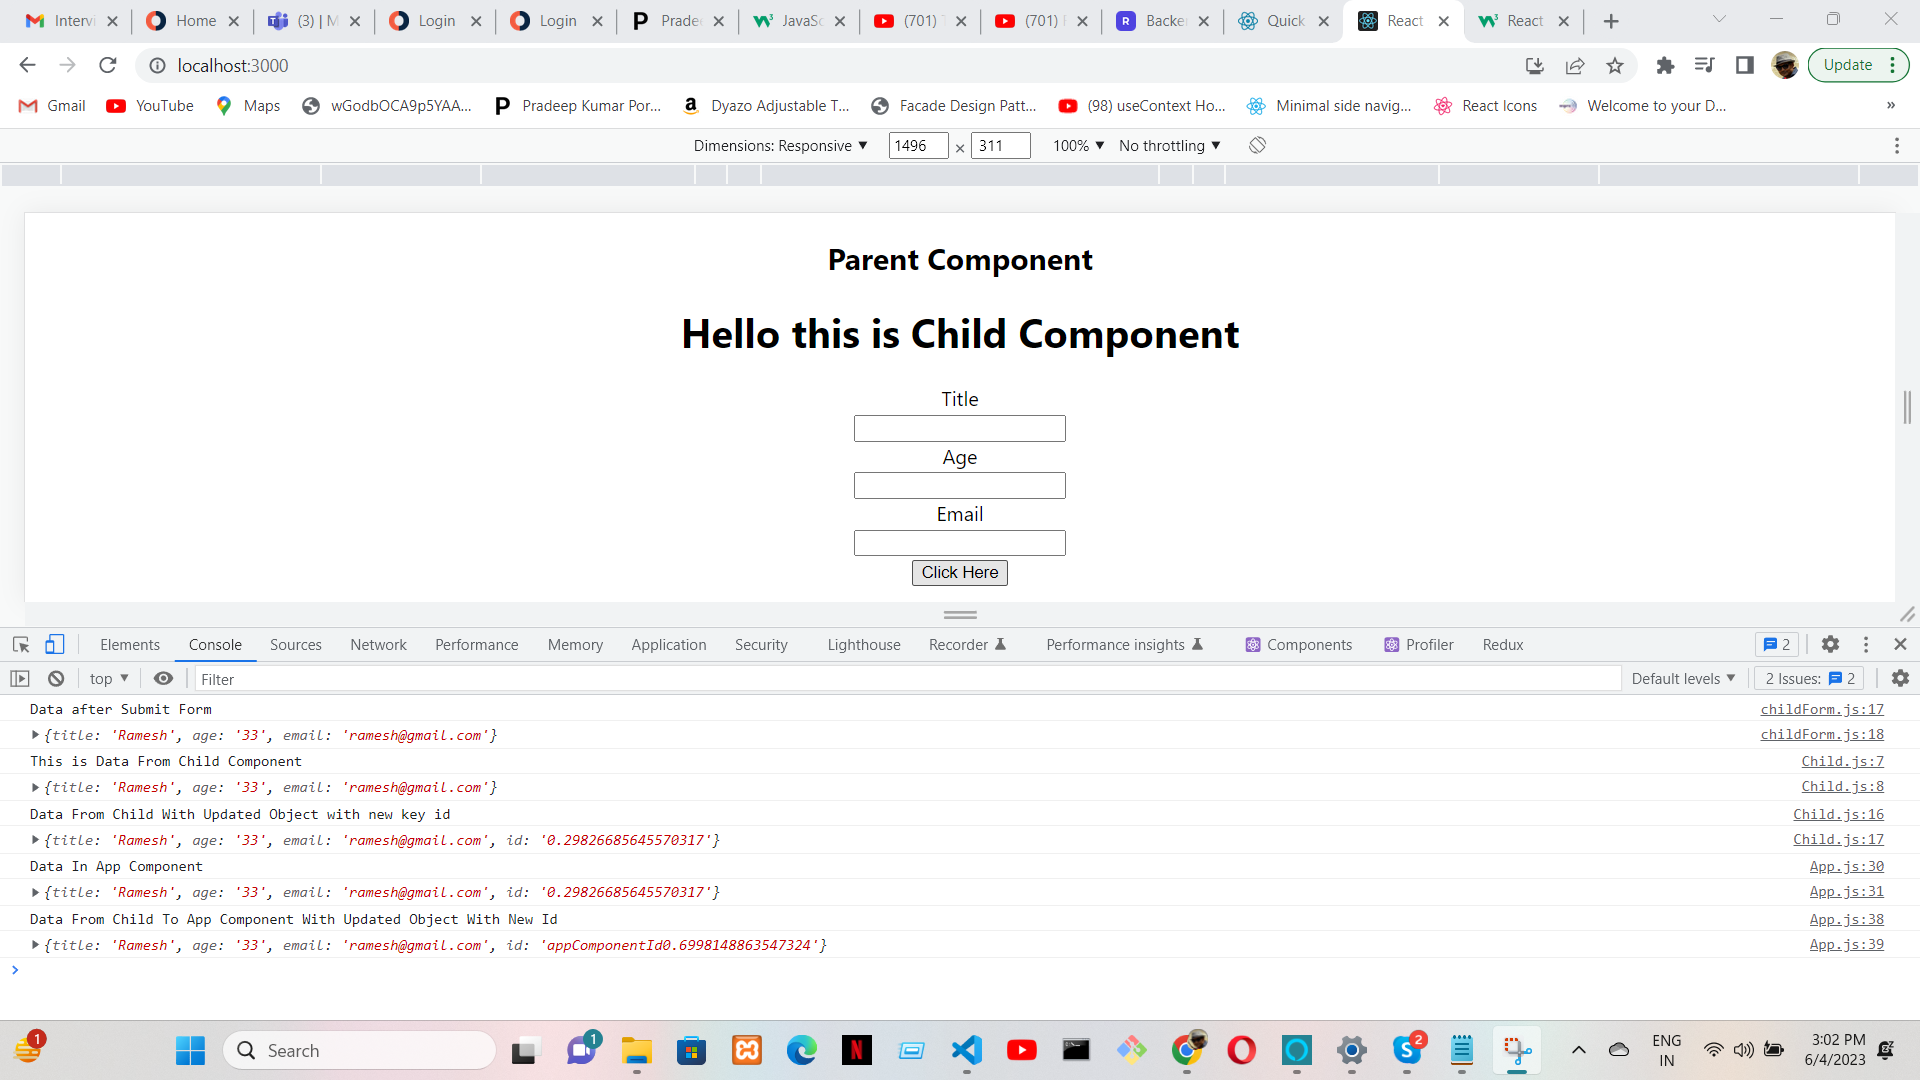 Intervi
Home
(3) | M
Login
Login
Prade
JavaSc
(701) T
(701)
Backe
Quick
React
React
localhost:3000
Update
Gmail
YouTube
Maps
wGodbOCA9p5YAA...
Pradeep Kumar Por...
Dyazo Adjustable T...
Facade Design Patt...
(98) useContext Ho...
Minimal side navig...
React Icons
Welcome to your D...
»
Dimensions: Responsive ▼ 1496 × 311 100% ▼ No throttling ▼
Parent Component
Hello this is Child Component
Title
Age
Email
Click Here
Elements Console Sources Network Performance Memory Application Security Lighthouse Recorder Performance insights Components Profiler Redux 2
top ▼ Filter Default levels ▼ 2 Issues: 2
Data after Submit Form childForm.js:17
{title: 'Ramesh', age: '33', email: 'ramesh@gmail.com'} childForm.js:18
This is Data From Child Component Child.js:7
{title: 'Ramesh', age: '33', email: 'ramesh@gmail.com'} Child.js:8
Data From Child With Updated Object with new key id Child.js:16
{title: 'Ramesh', age: '33', email: 'ramesh@gmail.com', id: '0.29826685645570317'} Child.js:17
Data In App Component App.js:30
{title: 'Ramesh', age: '33', email: 'ramesh@gmail.com', id: '0.29826685645570317'} App.js:31
Data From Child To App Component With Updated Object With New Id App.js:38
{title: 'Ramesh', age: '33', email: 'ramesh@gmail.com', id: 'appComponentId0.6998148863547324'} App.js:39
1
Search
1
2
ENG
IN
3:02 PM
6/4/2023